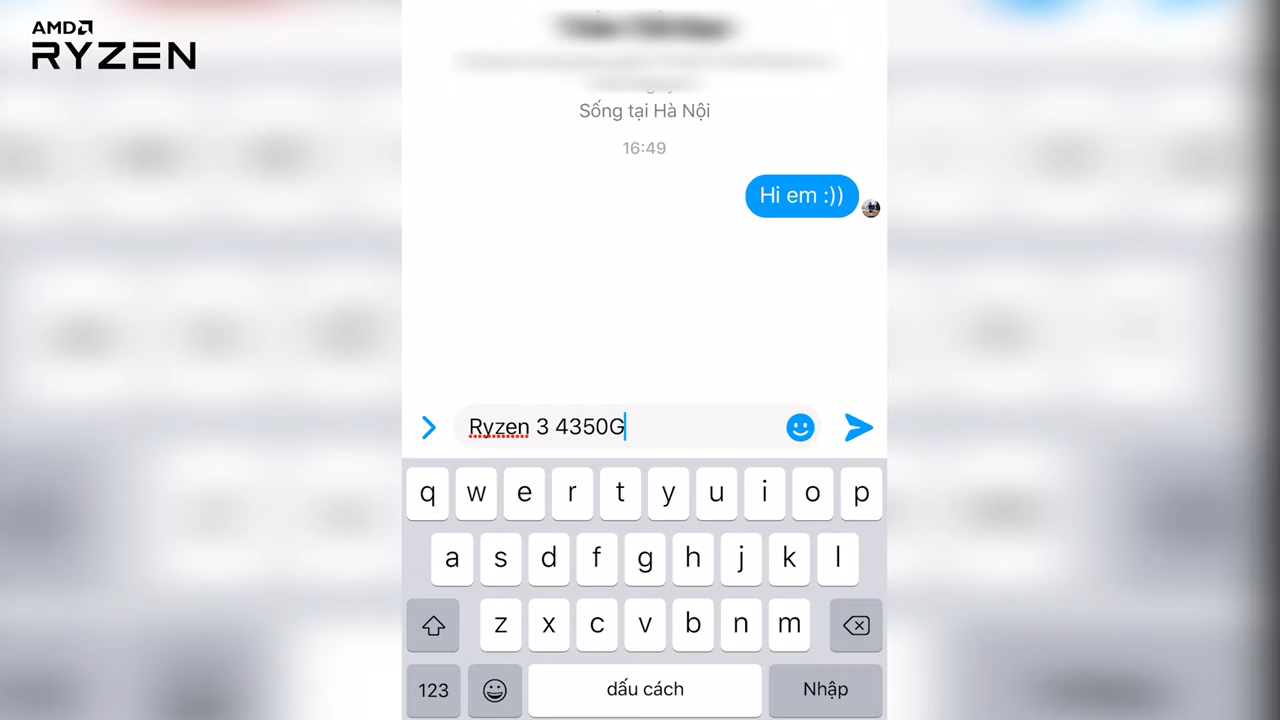 AMD
RYZEN
Sống tại Hà Nội
16:49
Hi em :))
Ryzen 3 4350G
q w e r t y u i o p
a s d f g h j k l
z x c v b n m
123 dấu cách Nhập